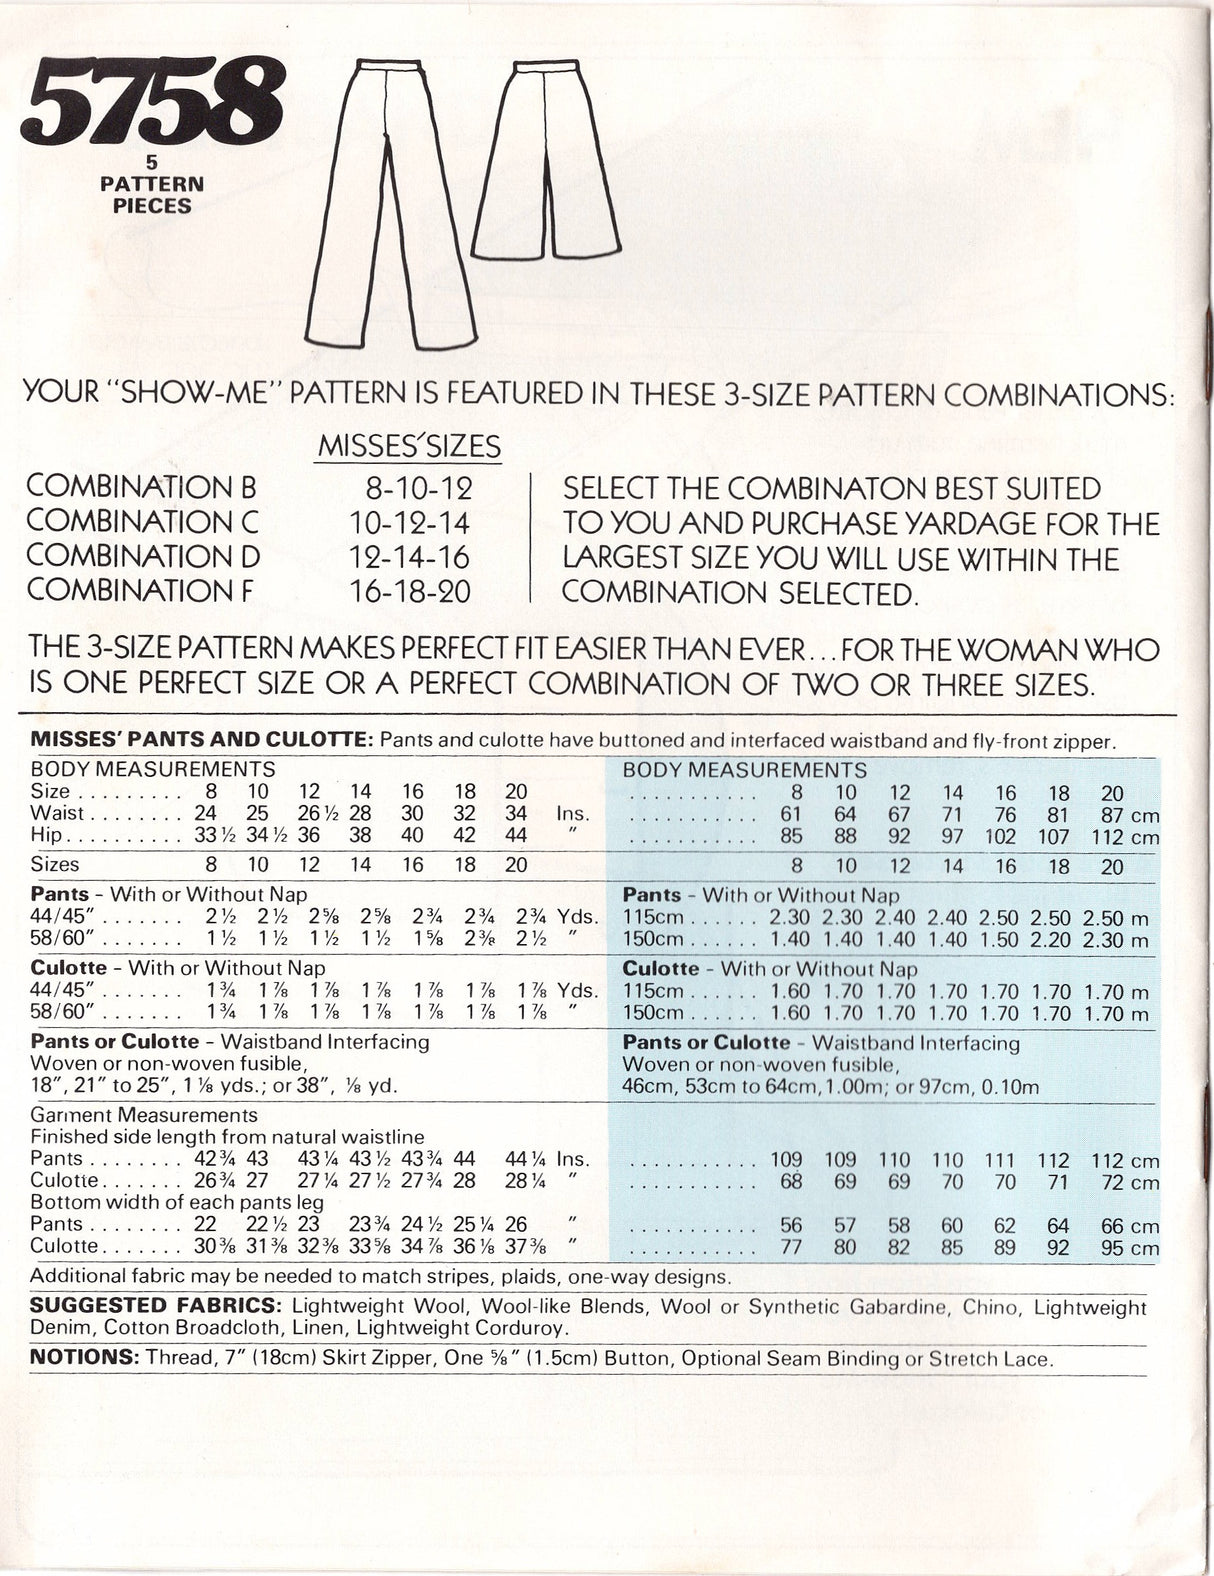 5758
5
PATTERN
PIECES
YOUR "SHOW-ME" PATTERN IS FEATURED IN THESE 3-SIZE PATTERN COMBINATIONS:
MISSES' SIZES
COMBINATION B 8-10-12
COMBINATION C 10-12-14
COMBINATION D 12-14-16
COMBINATION F 16-18-20
SELECT THE COMBINATON BEST SUITED
TO YOU AND PURCHASE YARDAGE FOR THE
LARGEST SIZE YOU WILL USE WITHIN THE
COMBINATION SELECTED.
THE 3-SIZE PATTERN MAKES PERFECT FIT EASIER THAN EVER...FOR THE WOMAN WHO
IS ONE PERFECT SIZE OR A PERFECT COMBINATION OF TWO OR THREE SIZES.
MISSES' PANTS AND CULOTTE: Pants and culotte have buttoned and interfaced waistband and fly-front zipper.
BODY MEASUREMENTS BODY MEASUREMENTS
Size ......... 8 10 12 14 16 18 20 ............ 8 10 12 14 16 18 20
Waist ........ 24 25 26½ 28 30 32 34 Ins. ............ 61 64 67 71 76 81 87 cm
Hip.......... 33½ 34½ 36 38 40 42 44 " ............ 85 88 92 97 102 107 112 cm
Sizes 8 10 12 14 16 18 20 8 10 12 14 16 18 20
Pants - With or Without Nap Pants - With or Without Nap
44/45" ....... 2½ 2½ 2⅝ 2⅝ 2¾ 2¾ 2¾ Yds. 115cm ...... 2.30 2.30 2.40 2.40 2.50 2.50 2.50 m
58/60" ....... 1½ 1½ 1½ 1½ 1⅝ 2⅜ 2½ " 150cm ...... 1.40 1.40 1.40 1.40 1.50 2.20 2.30 m
Culotte - With or Without Nap Culotte - With or Without Nap
44/45" ....... 1¾ 1⅞ 1⅞ 1⅞ 1⅞ 1⅞ 1⅞ Yds. 115cm ...... 1.60 1.70 1.70 1.70 1.70 1.70 1.70 m
58/60" ....... 1¾ 1⅞ 1⅞ 1⅞ 1⅞ 1⅞ 1⅞ " 150cm ...... 1.60 1.70 1.70 1.70 1.70 1.70 1.70 m
Pants or Culotte - Waistband Interfacing Pants or Culotte - Waistband Interfacing
Woven or non-woven fusible, Woven or non-woven fusible,
18", 21" to 25", 1⅛ yds.; or 38", ⅛ yd. 46cm, 53cm to 64cm, 1.00m; or 97cm, 0.10m
Garment Measurements
Finished side length from natural waistline
Pants ........ 42¾ 43 43¼ 43½ 43¾ 44 44¼ Ins. ............ 109 109 110 110 111 112 112 cm
Culotte....... 26¾ 27 27¼ 27½ 27¾ 28 28¼ " ............ 68 69 69 70 70 71 72 cm
Bottom width of each pants leg
Pants ........ 22 22½ 23 23¾ 24½ 25¼ 26 " ............ 56 57 58 60 62 64 66 cm
Culotte....... 30⅜ 31⅜ 32⅜ 33⅝ 34⅞ 36⅛ 37⅜ " ............ 77 80 82 85 89 92 95 cm
Additional fabric may be needed to match stripes, plaids, one-way designs.
SUGGESTED FABRICS: Lightweight Wool, Wool-like Blends, Wool or Synthetic Gabardine, Chino, Lightweight
Denim, Cotton Broadcloth, Linen, Lightweight Corduroy.
NOTIONS: Thread, 7" (18cm) Skirt Zipper, One ⅝" (1.5cm) Button, Optional Seam Binding or Stretch Lace.